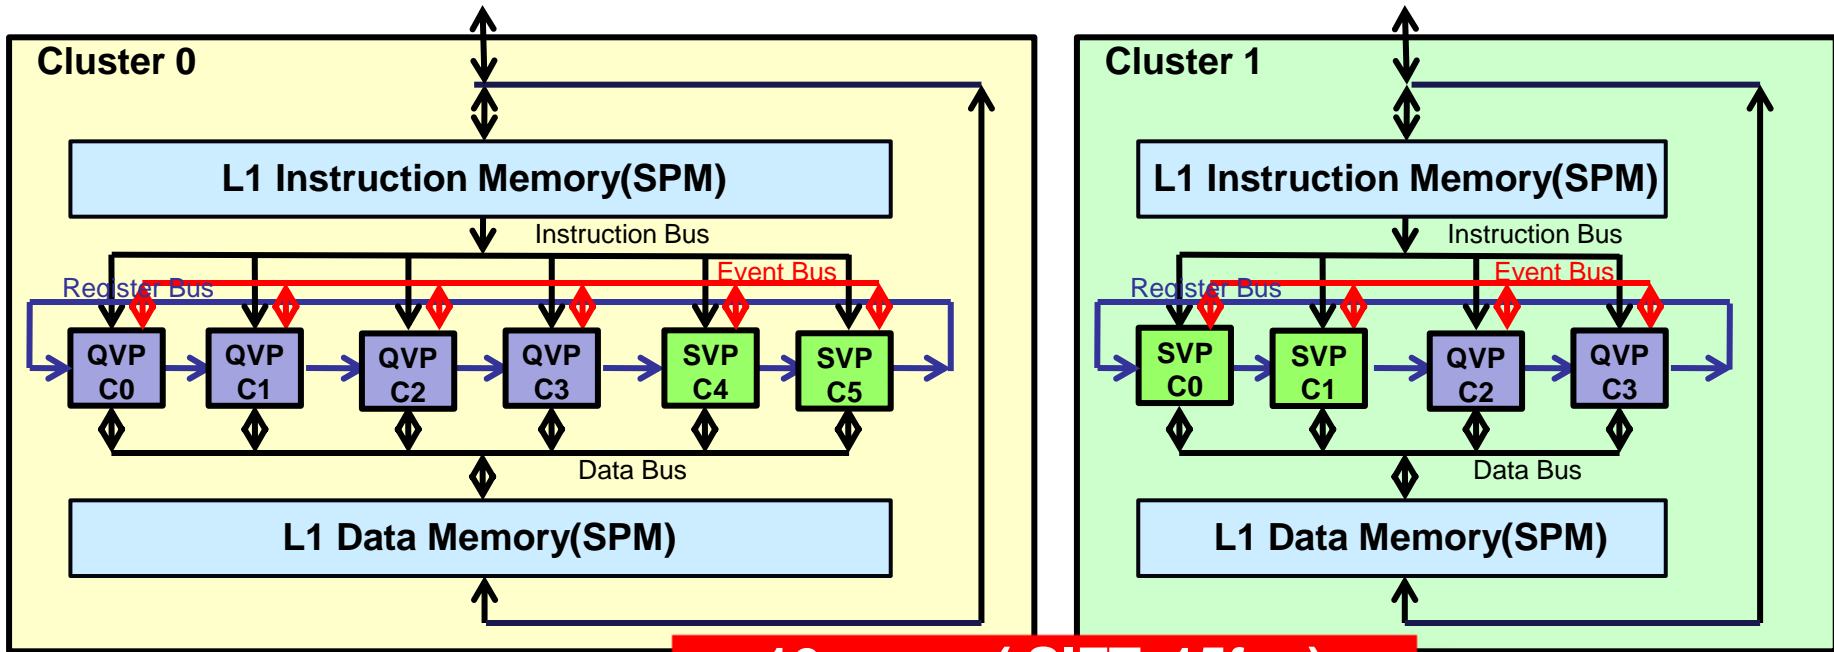 Cluster 0
L1 Instruction Memory(SPM)
Instruction Bus
Event Bus
Register Bus
QVP C0
QVP C1
QVP C2
QVP C3
SVP C4
SVP C5
Data Bus
L1 Data Memory(SPM)
Cluster 1
L1 Instruction Memory(SPM)
Instruction Bus
Event Bus
Register Bus
SVP C0
SVP C1
QVP C2
QVP C3
Data Bus
L1 Data Memory(SPM)